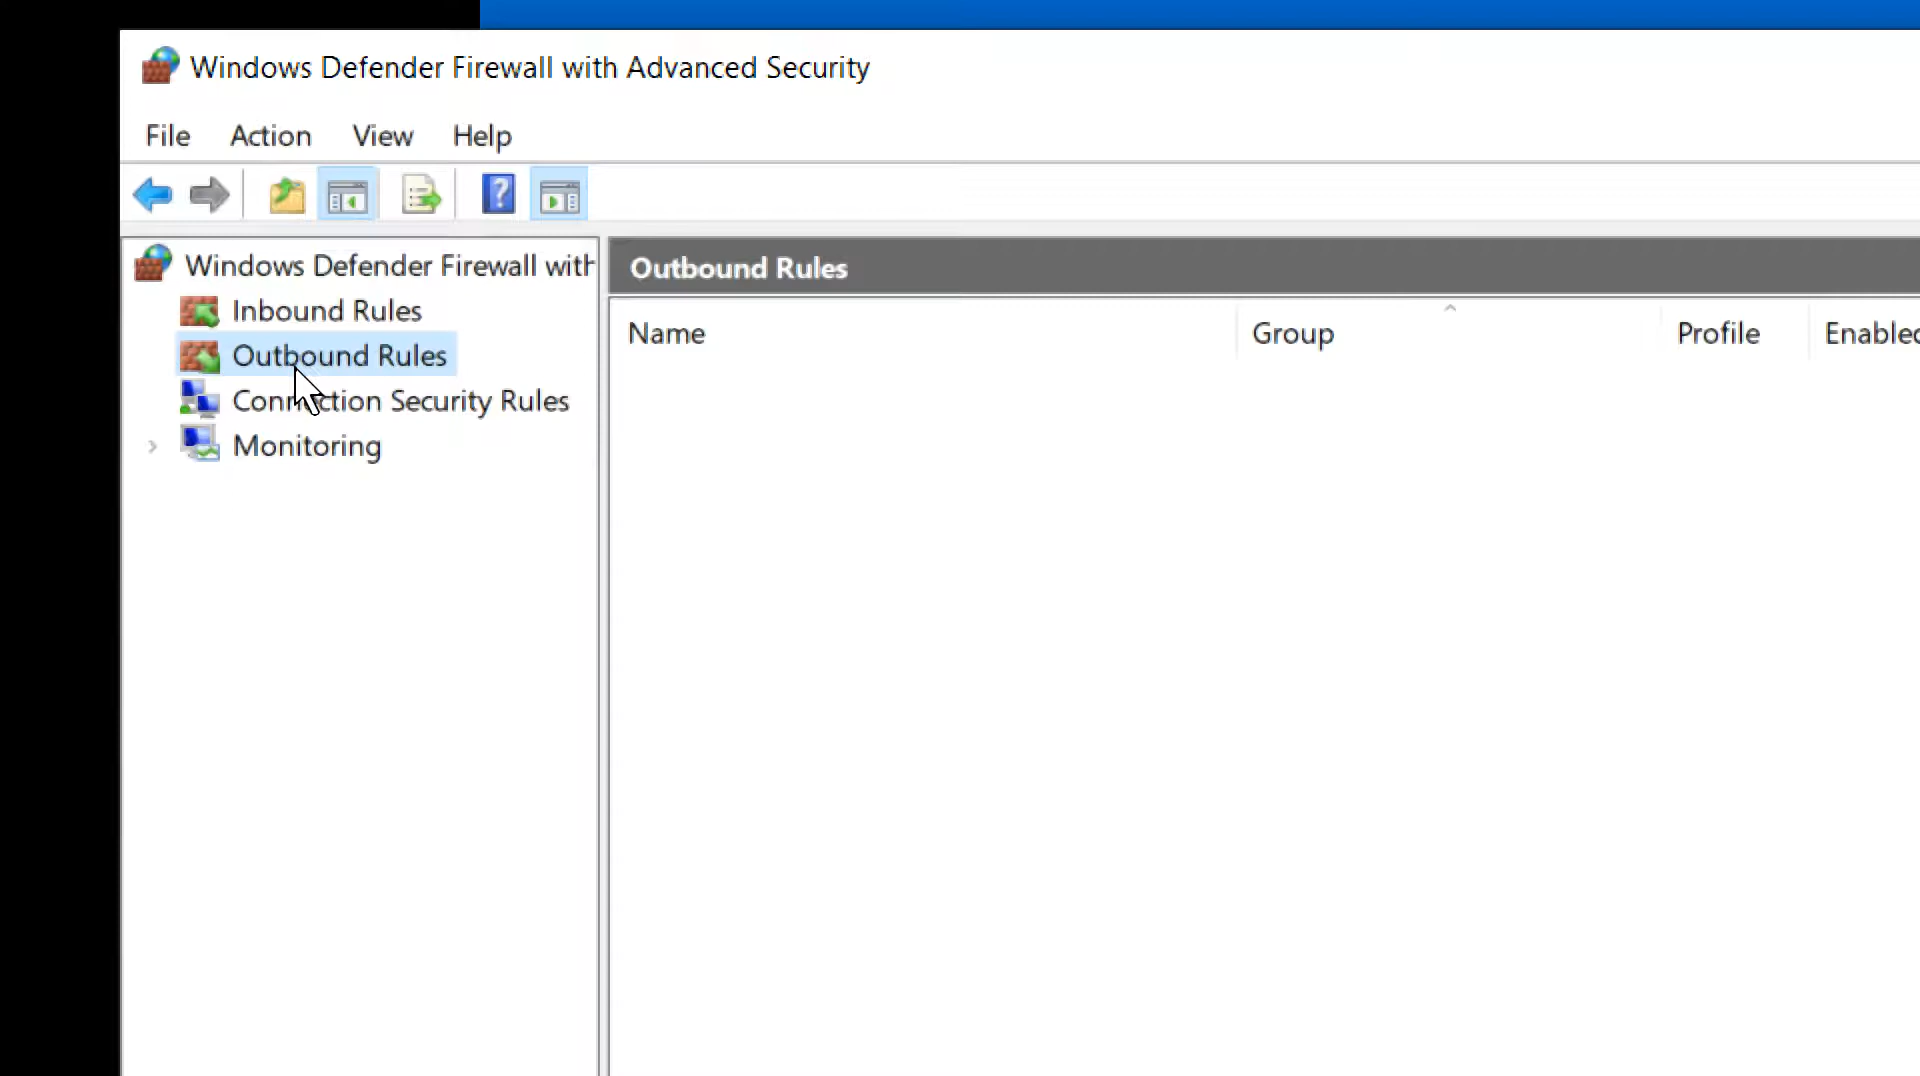 Windows Defender Firewall with Advanced Security
File Action View Help
Windows Defender Firewall with
Inbound Rules
Outbound Rules
Connection Security Rules
Monitoring
Outbound Rules
Name Group Profile Enabled